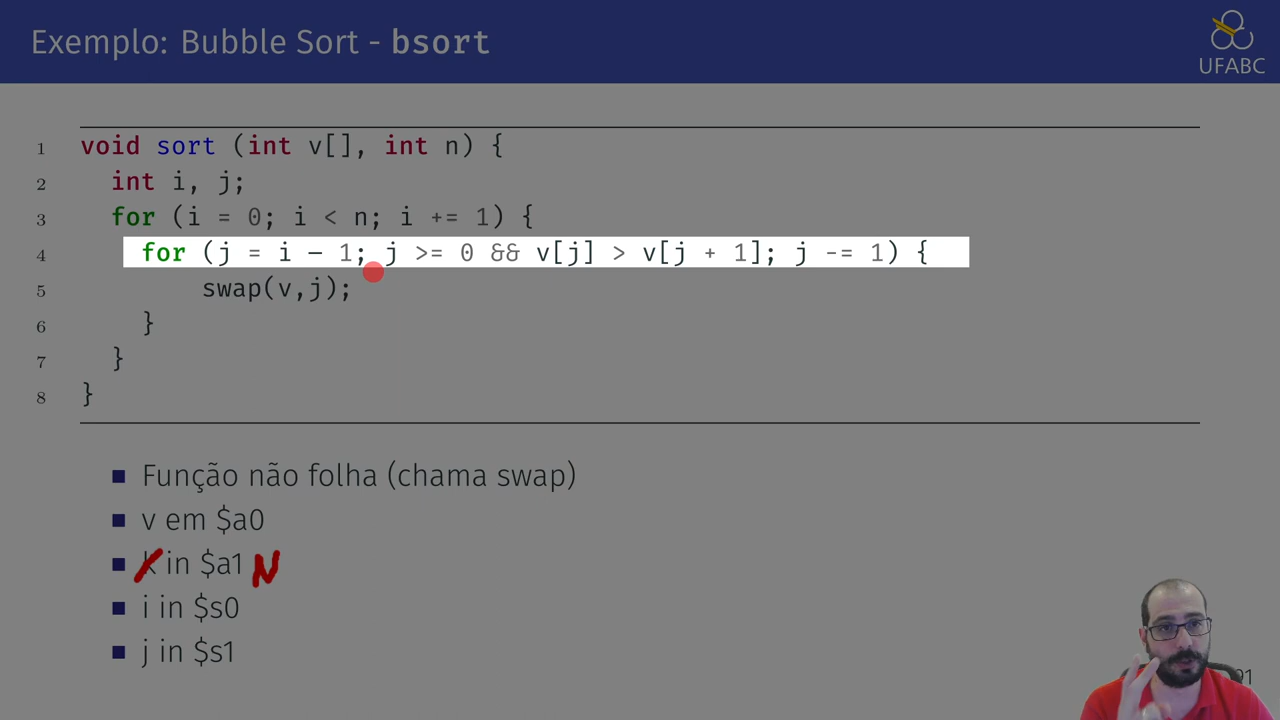 Exemplo: Bubble Sort - bsort
UFABC
1 void sort (int v[], int n) {
2 int i, j;
3 for (i = 0; i < n; i += 1) {
4 for (j = i − 1; j >= 0 && v[j] > v[j + 1]; j -= 1) {
5 swap(v,j);
6 }
7 }
8 }
■ Função não folha (chama swap)
■ v em $a0
■ k in $a1 N
■ i in $s0
■ j in $s1
91